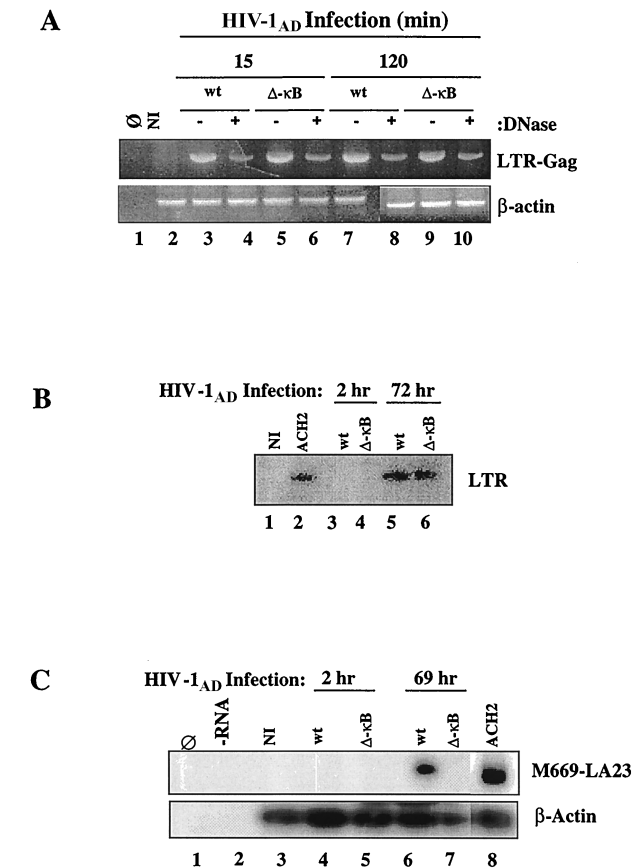 A
HIV-1AD Infection (min)
15 120
wt Δ-κB wt Δ-κB
Ø NI - + - + - + - + :DNase
LTR-Gag
β-actin
1 2 3 4 5 6 7 8 9 10
B
HIV-1AD Infection: 2 hr 72 hr
NI ACH2 wt Δ-κB wt Δ-κB
LTR
1 2 3 4 5 6
C
HIV-1AD Infection: 2 hr 69 hr
Ø -RNA NI wt Δ-κB wt Δ-κB ACH2
M669-LA23
β-Actin
1 2 3 4 5 6 7 8